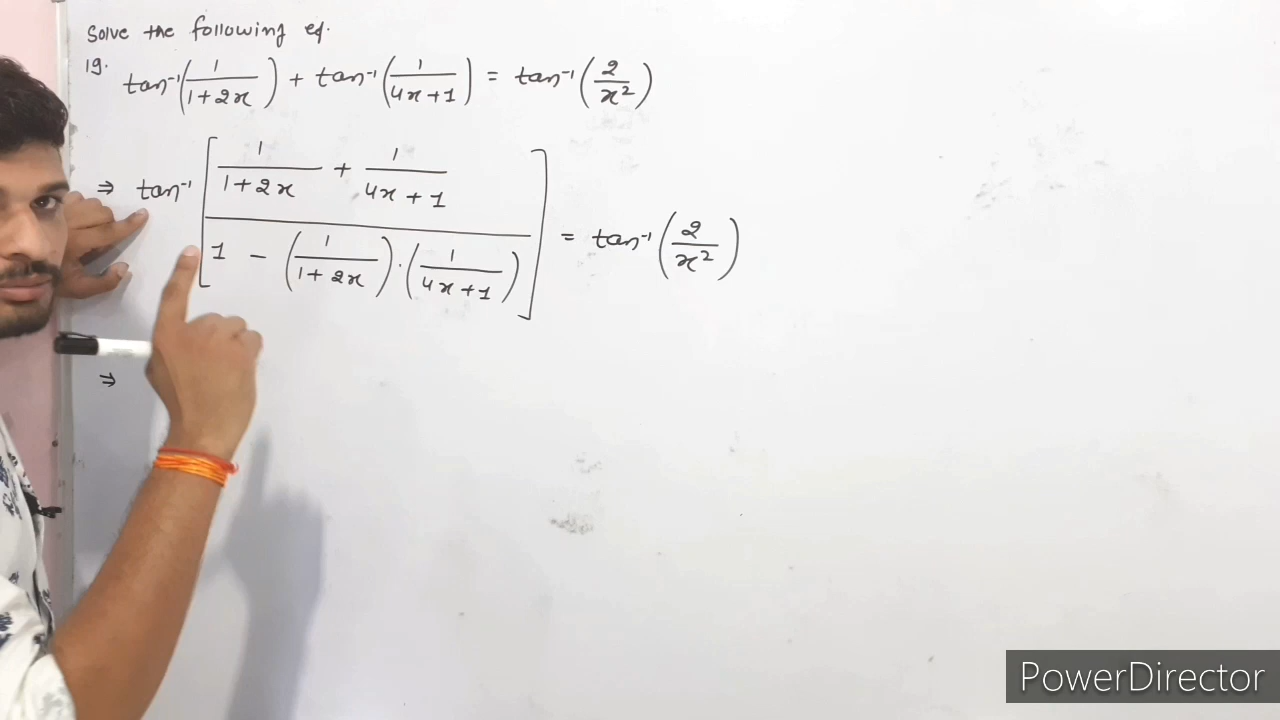 Solve the following eq.
19.
tan⁻¹(1/(1+2x)) + tan⁻¹(1/(4x+1)) = tan⁻¹(2/x²)
⇒ tan⁻¹[(1/(1+2x) + 1/(4x+1))/(1 - (1/(1+2x))·(1/(4x+1)))] = tan⁻¹(2/x²)
⇒
PowerDirector